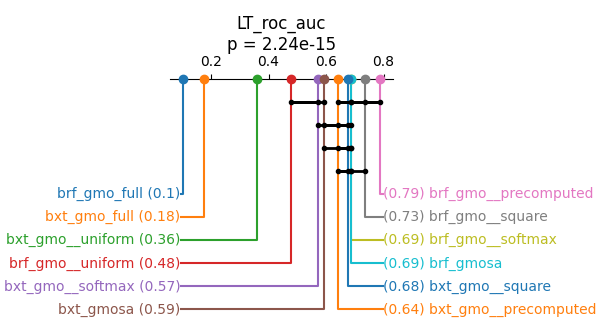 LT_roc_auc
p = 2.24e-15
0.2 0.4 0.6 0.8
brf_gmo_full (0.1)
(0.79) brf_gmo__precomputed
bxt_gmo_full (0.18)
(0.73) brf_gmo__square
bxt_gmo__uniform (0.36)
(0.69) brf_gmo__softmax
brf_gmo__uniform (0.48)
(0.69) brf_gmosa
bxt_gmo__softmax (0.57)
(0.68) bxt_gmo__square
bxt_gmosa (0.59)
(0.64) bxt_gmo__precomputed